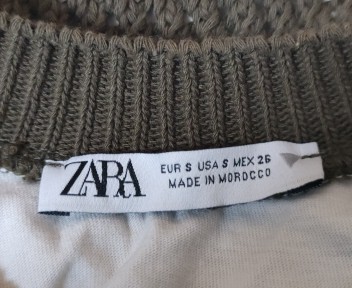 ZARA
EUR S USA S MEX 26
MADE IN MOROCCO